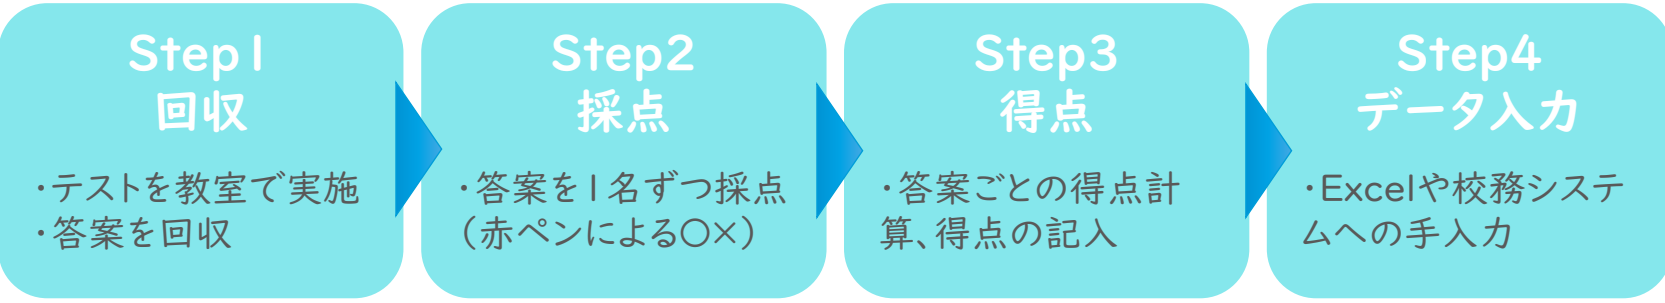 Step1
回収
・テストを教室で実施
・答案を回収
Step2
採点
・答案を1名ずつ採点
(赤ペンによる〇×)
Step3
得点
・答案ごとの得点計
算、得点の記入
Step4
データ入力
・Excelや校務システ
ムへの手入力